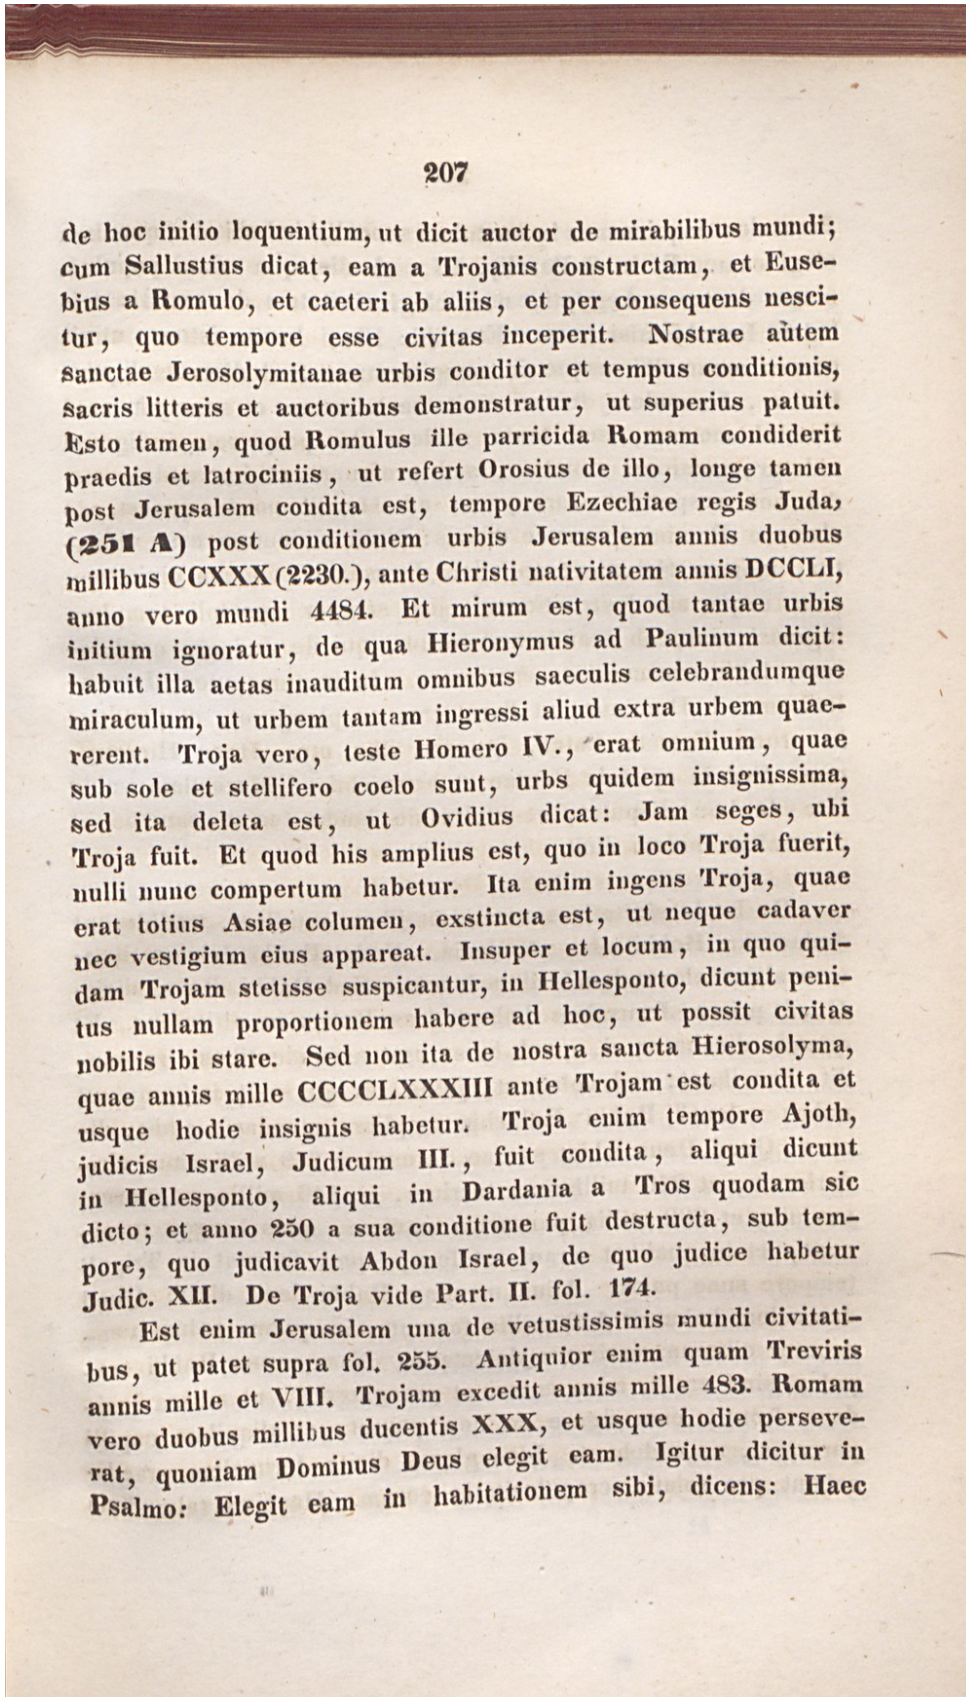 207
de hoc initio loquentium, ut dicit auctor de mirabilibus mundi;
cum Sallustius dicat, eam a Trojanis constructam, et Euse-
bius a Romulo, et caeteri ab aliis, et per consequens nesci-
tur, quo tempore esse civitas inceperit. Nostrae autem
sanctae Jerosolymitanae urbis conditor et tempus conditionis,
sacris litteris et auctoribus demonstratur, ut superius patuit.
Esto tamen, quod Romulus ille parricida Romam condiderit
praedis et latrociniis, ut refert Orosius de illo, longe tamen
post Jerusalem condita est, tempore Ezechiae regis Juda,
(251 A) post conditionem urbis Jerusalem annis duobus
millibus CCXXX (2230.), ante Christi nativitatem annis DCCLI,
anno vero mundi 4484. Et mirum est, quod tantae urbis
initium ignoratur, de qua Hieronymus ad Paulinum dicit:
habuit illa aetas inauditum omnibus saeculis celebrandumque
miraculum, ut urbem tantam ingressi aliud extra urbem quae-
rerent. Troja vero, teste Homero IV., erat omnium, quae
sub sole et stellifero coelo sunt, urbs quidem insignissima,
sed ita deleta est, ut Ovidius dicat: Jam seges, ubi
Troja fuit. Et quod his amplius est, quo in loco Troja fuerit,
nulli nunc compertum habetur. Ita enim ingens Troja, quae
erat totius Asiae columen, exstincta est, ut neque cadaver
nec vestigium eius appareat. Insuper et locum, in quo qui-
dam Trojam stetisse suspicantur, in Hellesponto, dicunt peni-
tus nullam proportionem habere ad hoc, ut possit civitas
nobilis ibi stare. Sed non ita de nostra sancta Hierosolyma,
quae annis mille CCCCLXXXIII ante Trojam est condita et
usque hodie insignis habetur. Troja enim tempore Ajoth,
judicis Israel, Judicum III., fuit condita, aliqui dicunt
in Hellesponto, aliqui in Dardania a Tros quodam sic
dicto; et anno 250 a sua conditione fuit destructa, sub tem-
pore, quo judicavit Abdon Israel, de quo judice habetur
Judic. XII. De Troja vide Part. II. fol. 174.
Est enim Jerusalem una de vetustissimis mundi civitati-
bus, ut patet supra fol. 255. Antiquior enim quam Treviris
annis mille et VIII. Trojam excedit annis mille 483. Romam
vero duobus millibus ducentis XXX, et usque hodie perseve-
rat, quoniam Dominus Deus elegit eam. Igitur dicitur in
Psalmo: Elegit eam in habitationem sibi, dicens: Haec